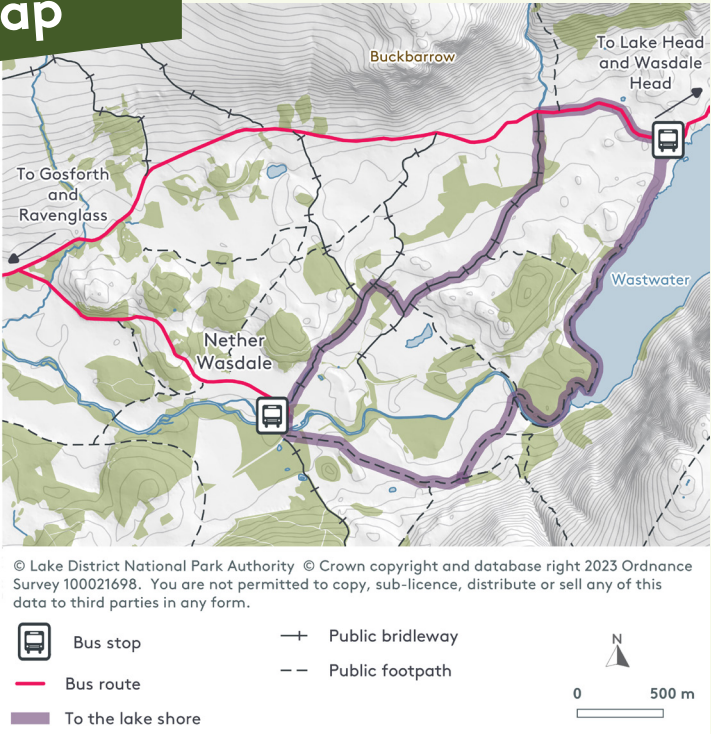 ap
Buckbarrow
To Lake Head
and Wasdale
Head
To Gosforth
and
Ravenglass
Wastwater
Nether
Wasdale
© Lake District National Park Authority © Crown copyright and database right 2023 Ordnance
Survey 100021698. You are not permitted to copy, sub-licence, distribute or sell any of this
data to third parties in any form.
Bus stop
Bus route
To the lake shore
Public bridleway
Public footpath
N
0 500 m